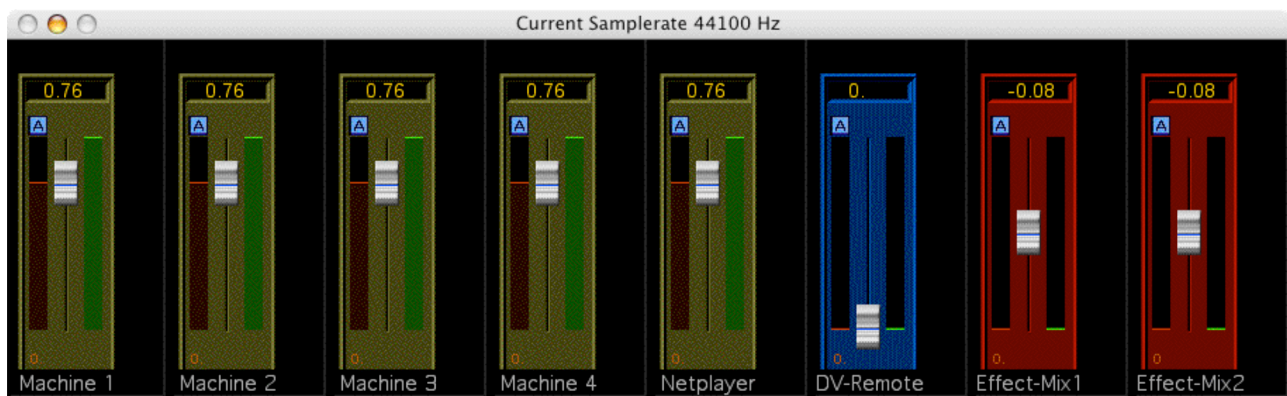 Current Samplerate 44100 Hz
0.76 0.76 0.76 0.76 0.76 0. -0.08 -0.08
A A A A A A A A
0. 0. 0. 0. 0. 0. 0. 0.
Machine 1 Machine 2 Machine 3 Machine 4 Netplayer DV-Remote Effect-Mix1 Effect-Mix2